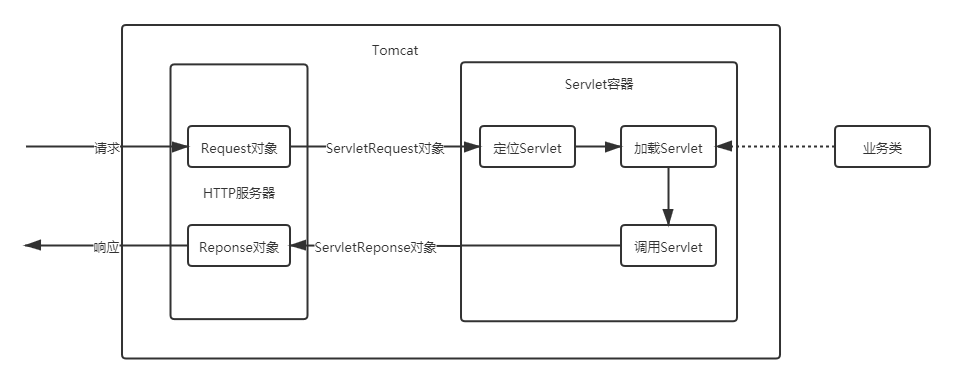 Tomcat
Servlet容器
请求
Request对象
ServletRequest对象
定位Servlet
加载Servlet
业务类
HTTP服务器
响应
Reponse对象
ServletReponse对象
调用Servlet